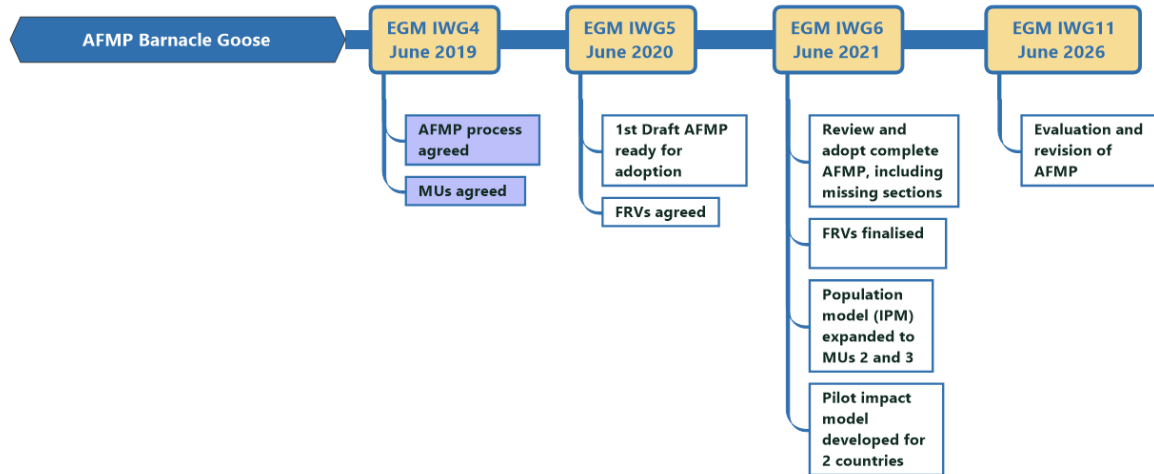 AFMP Barnacle Goose
EGM IWG4
June 2019
AFMP process
agreed
MUs agreed
EGM IWG5
June 2020
1st Draft AFMP
ready for
adoption
FRVs agreed
EGM IWG6
June 2021
Review and
adopt complete
AFMP, including
missing sections
FRVs finalised
Population
model (IPM)
expanded to
MUs 2 and 3
Pilot impact
model
developed for
2 countries
EGM IWG11
June 2026
Evaluation and
revision of
AFMP